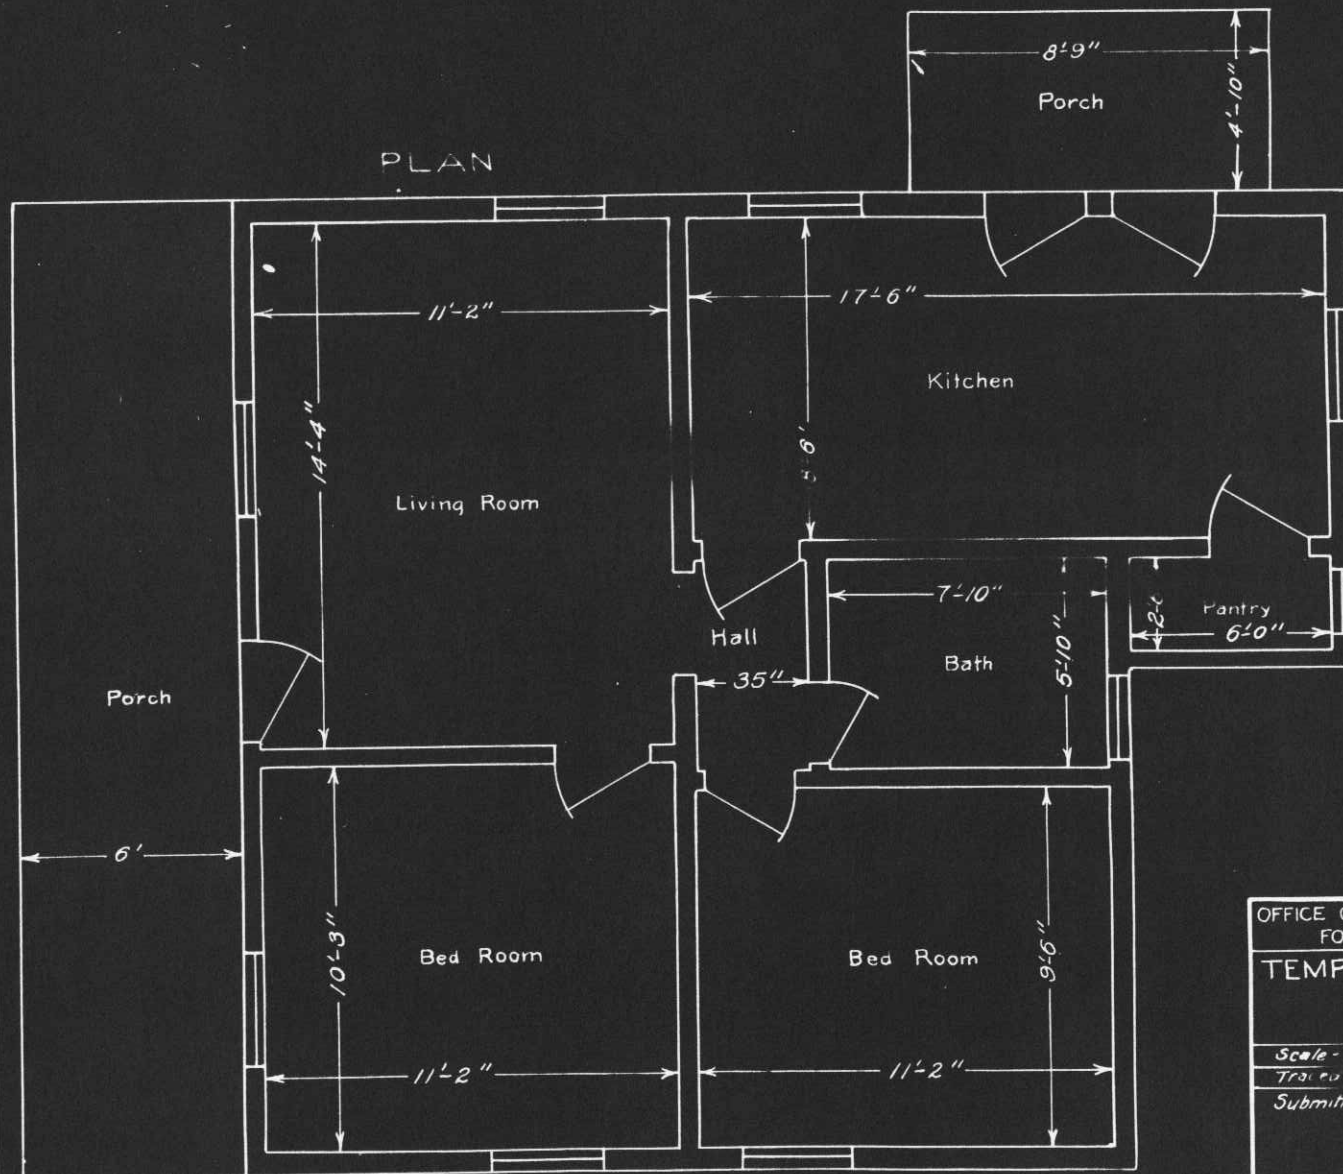 PLAN
8'-9"
Porch
4'-10"
11'-2"
14'-4"
Living Room
17'-6"
Kitchen
Hall
35"
7'-10"
Bath
5'-10"
Pantry
6'-0"
Porch
6'
10'-3"
Bed Room
11'-2"
Bed Room
9'-6"
11'-2"
OFFICE
FO
TEMP
Scale-
Traced
Submit